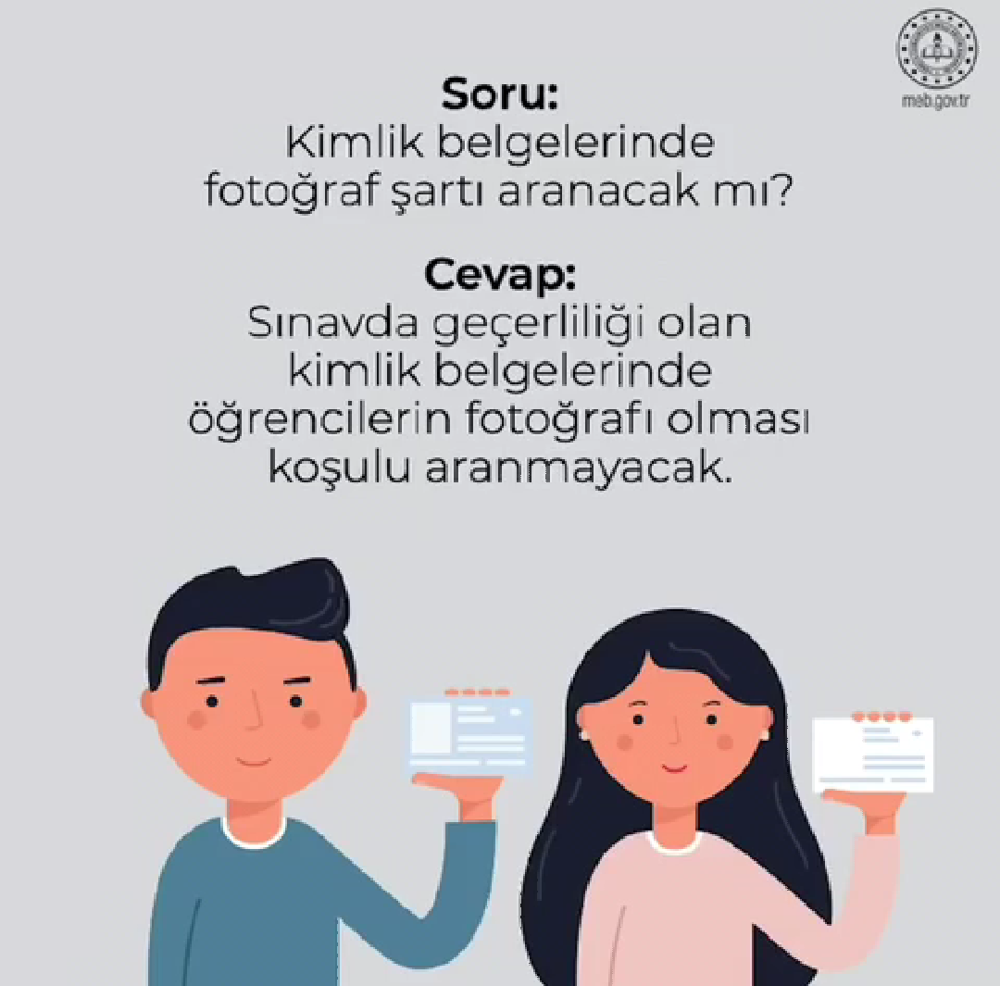 meb.gov.tr
Soru:
Kimlik belgelerinde
fotoğraf şartı aranacak mı?
Cevap:
Sınavda geçerliliği olan
kimlik belgelerinde
öğrencilerin fotoğrafı olması
koşulu aranmayacak.